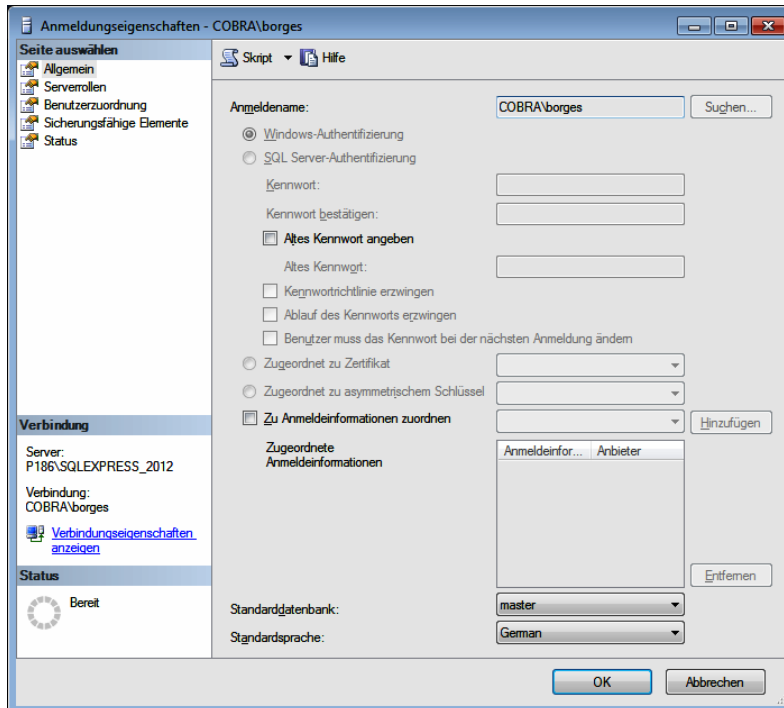 Anmeldungseigenschaften - COBRA\borges
Seite auswählen
Allgemein
Serverrollen
Benutzerzuordnung
Sicherungsfähige Elemente
Status
Skript
Hilfe
Anmeldename:
COBRA\borges
Suchen...
Windows-Authentifizierung
SQL Server-Authentifizierung
Kennwort:
Kennwort bestätigen:
Altes Kennwort angeben
Altes Kennwort:
Kennwortrichtlinie erzwingen
Ablauf des Kennworts erzwingen
Benutzer muss das Kennwort bei der nächsten Anmeldung ändern
Zugeordnet zu Zertifikat
Zugeordnet zu asymmetrischem Schlüssel
Zu Anmeldeinformationen zuordnen
Hinzufügen
Zugeordnete
Anmeldeinformationen
Anmeldeinfor...
Anbieter
Entfernen
Standarddatenbank:
master
Standardsprache:
German
Verbindung
Server:
P186\SQLEXPRESS_2012
Verbindung:
COBRA\borges
Verbindungseigenschaften
anzeigen
Status
Bereit
OK
Abbrechen